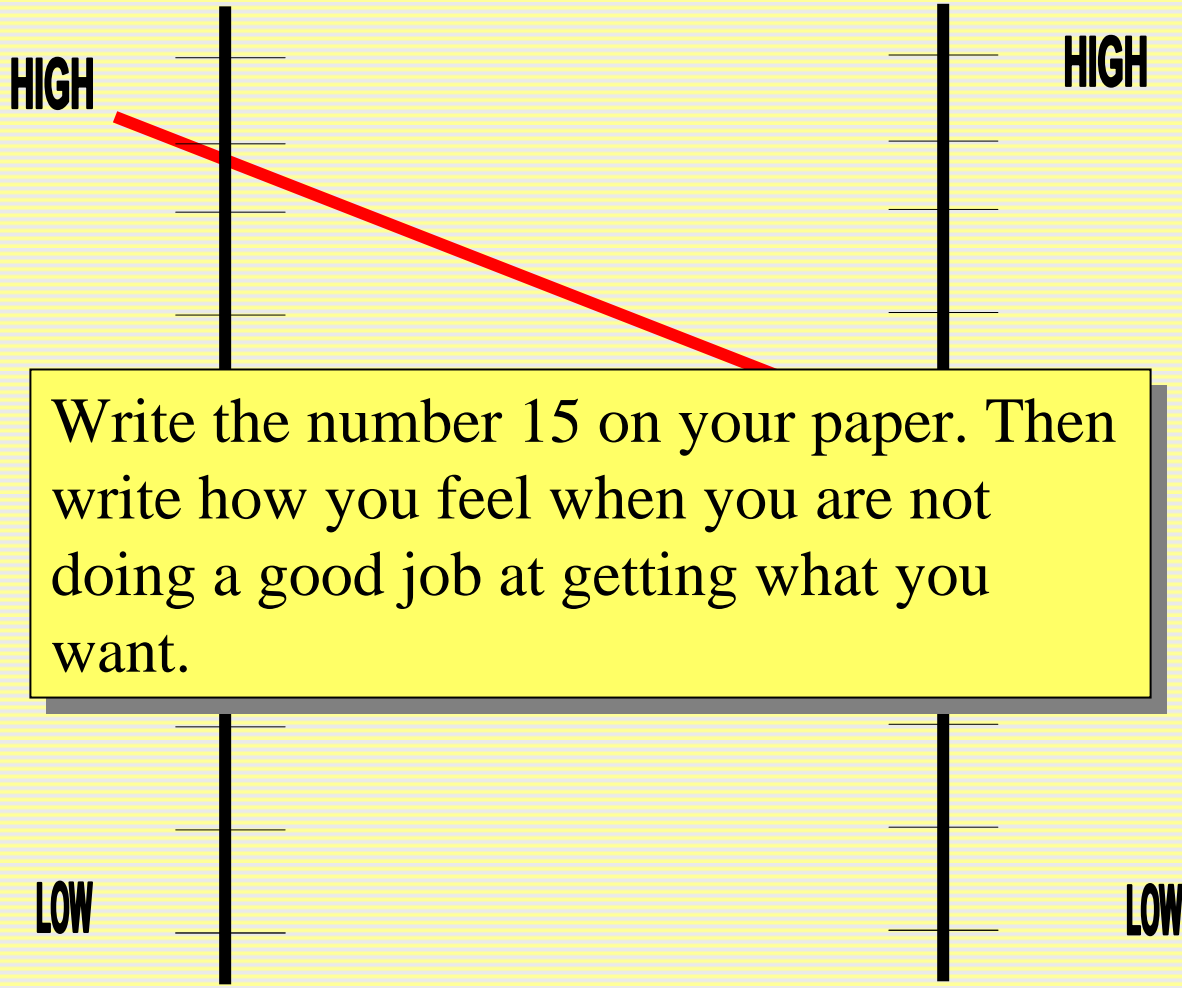 HIGH
HIGH
Write the number 15 on your paper. Then
write how you feel when you are not
doing a good job at getting what you
want.
LOW
LOW